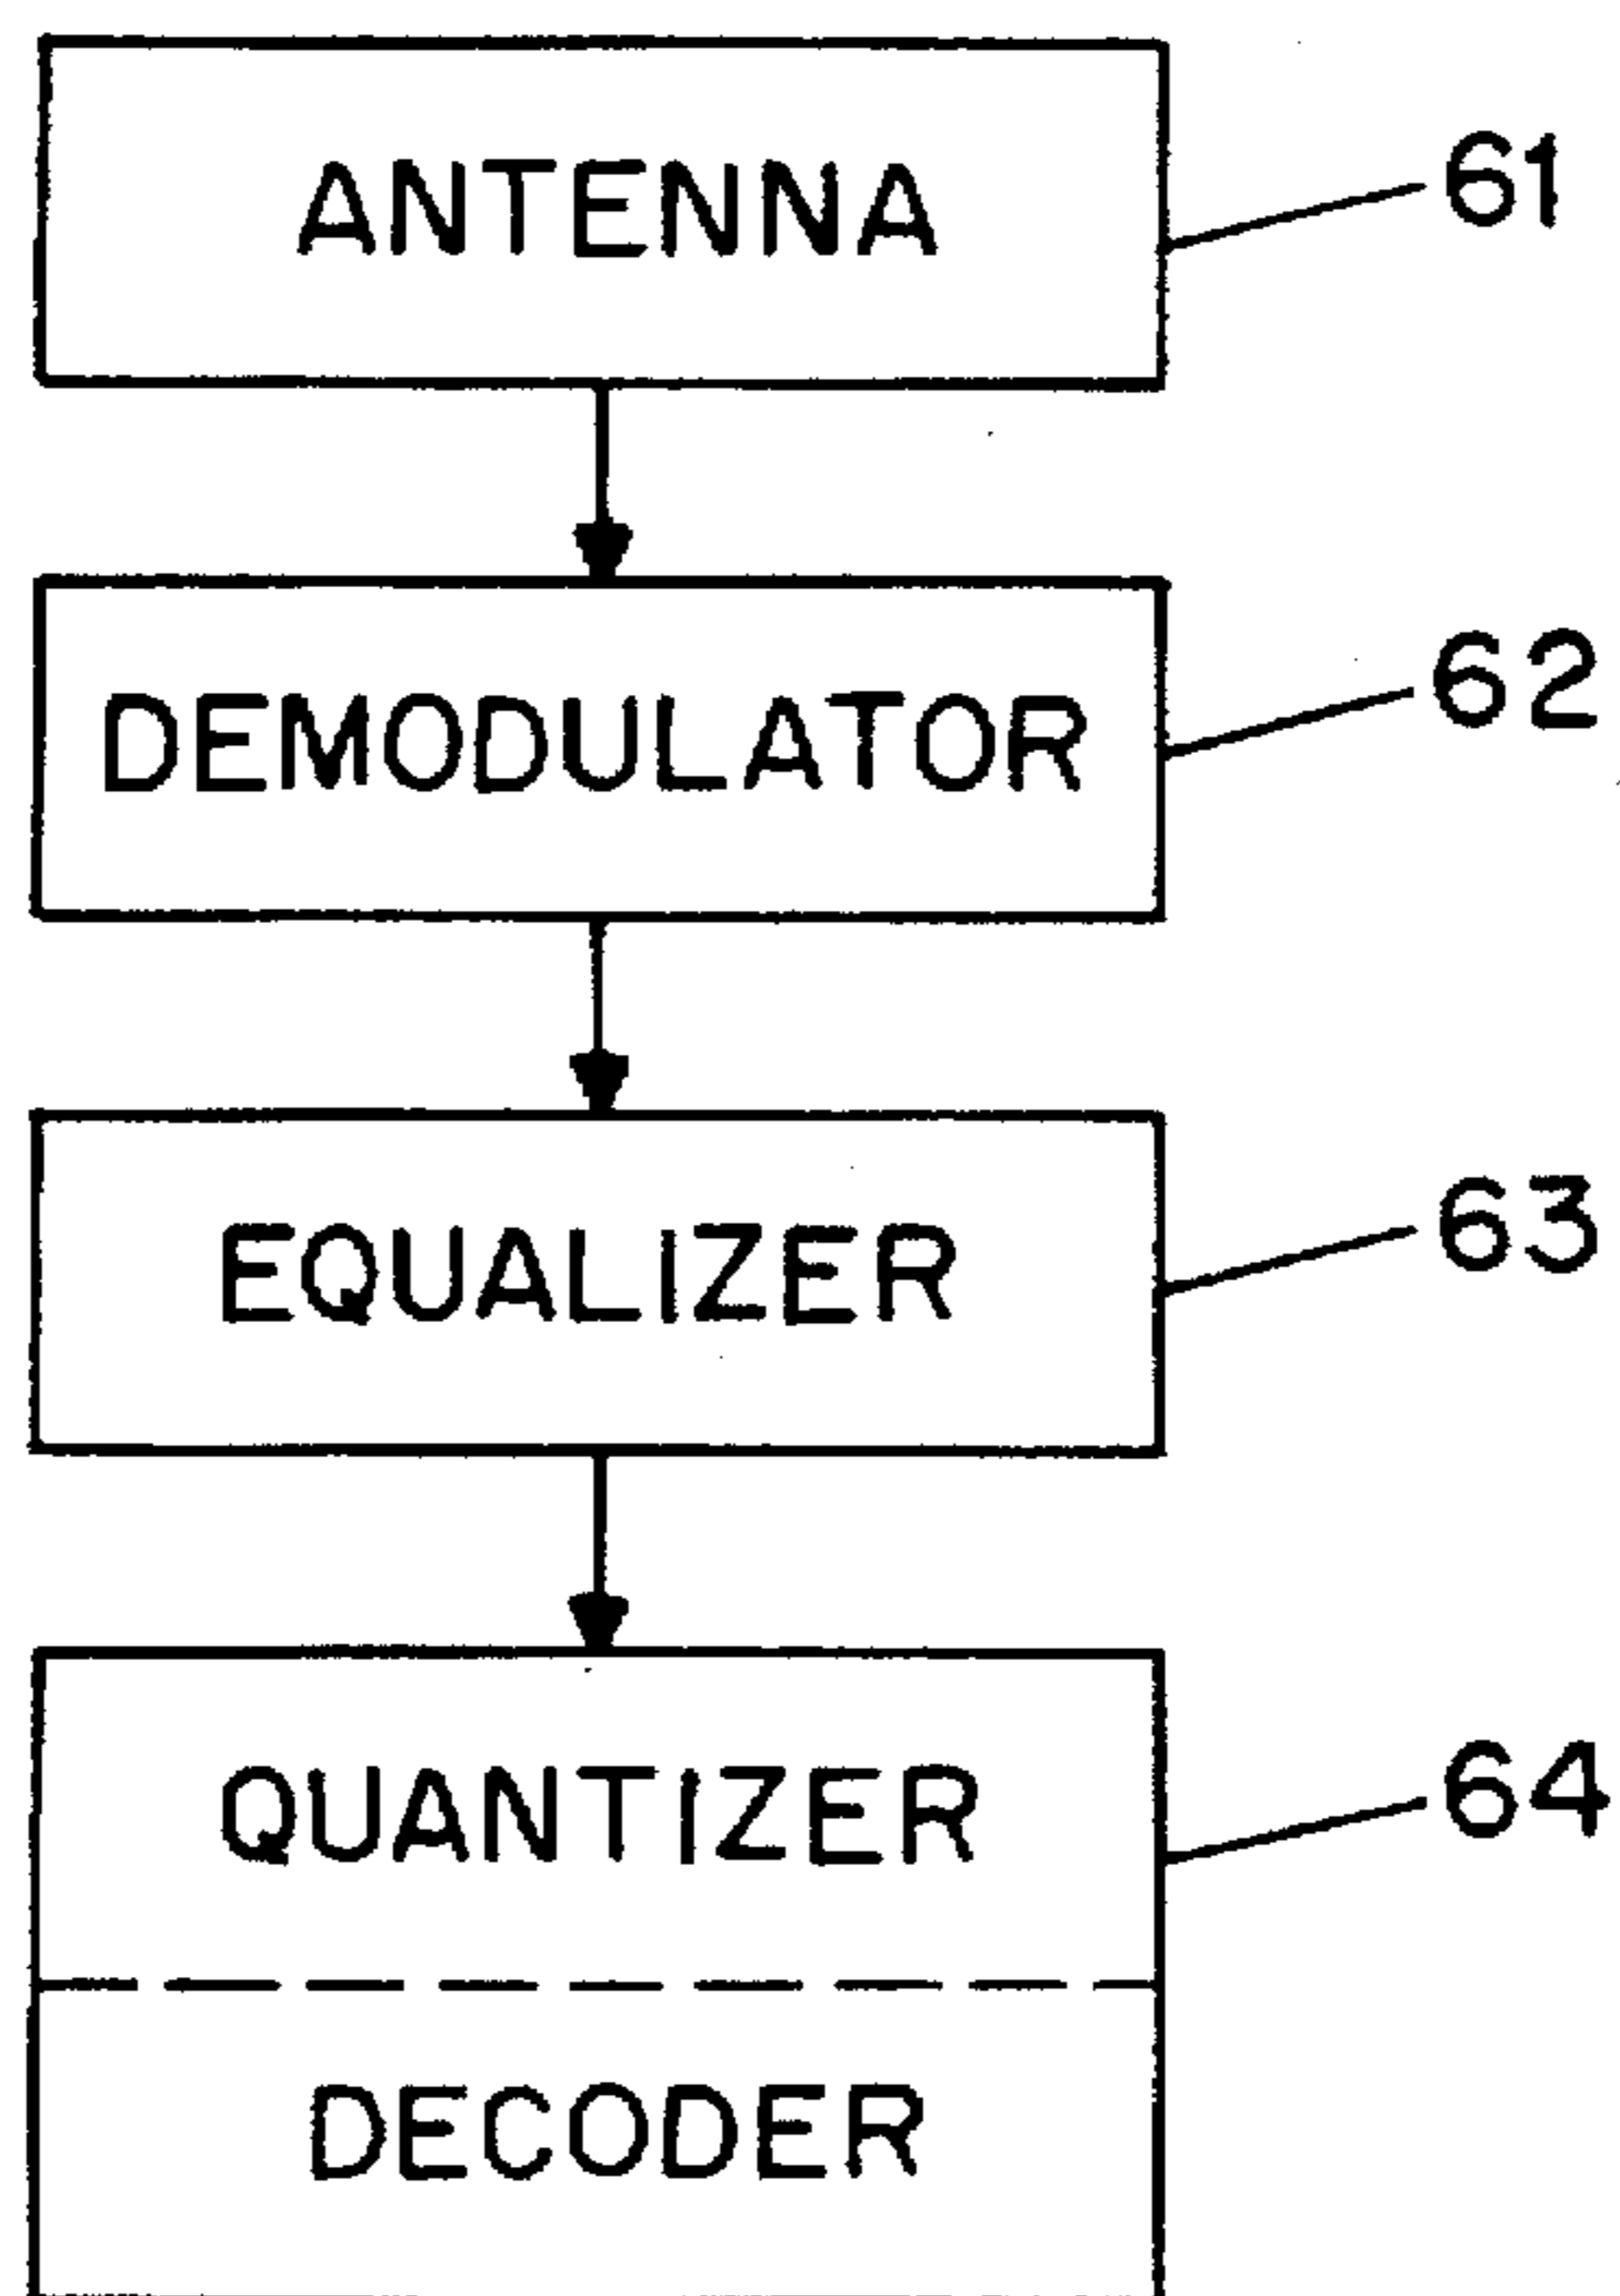 ANTENNA
61
DEMODULATOR
62
EQUALIZER
63
QUANTIZER
64
DECODER